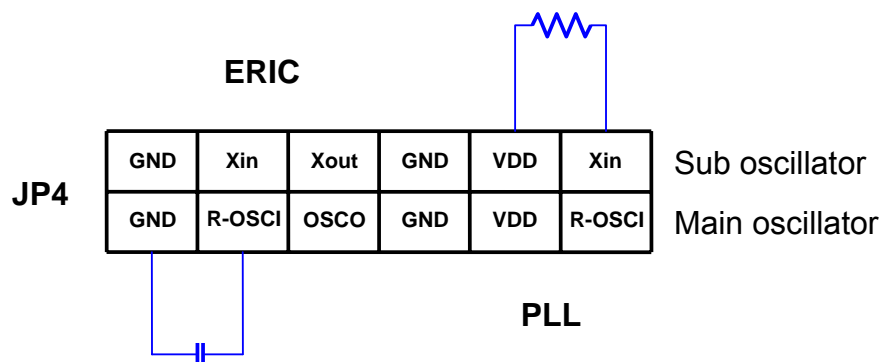 ERIC
GND Xin Xout GND VDD Xin Sub oscillator
JP4
GND R-OSCI OSCO GND VDD R-OSCI Main oscillator
PLL